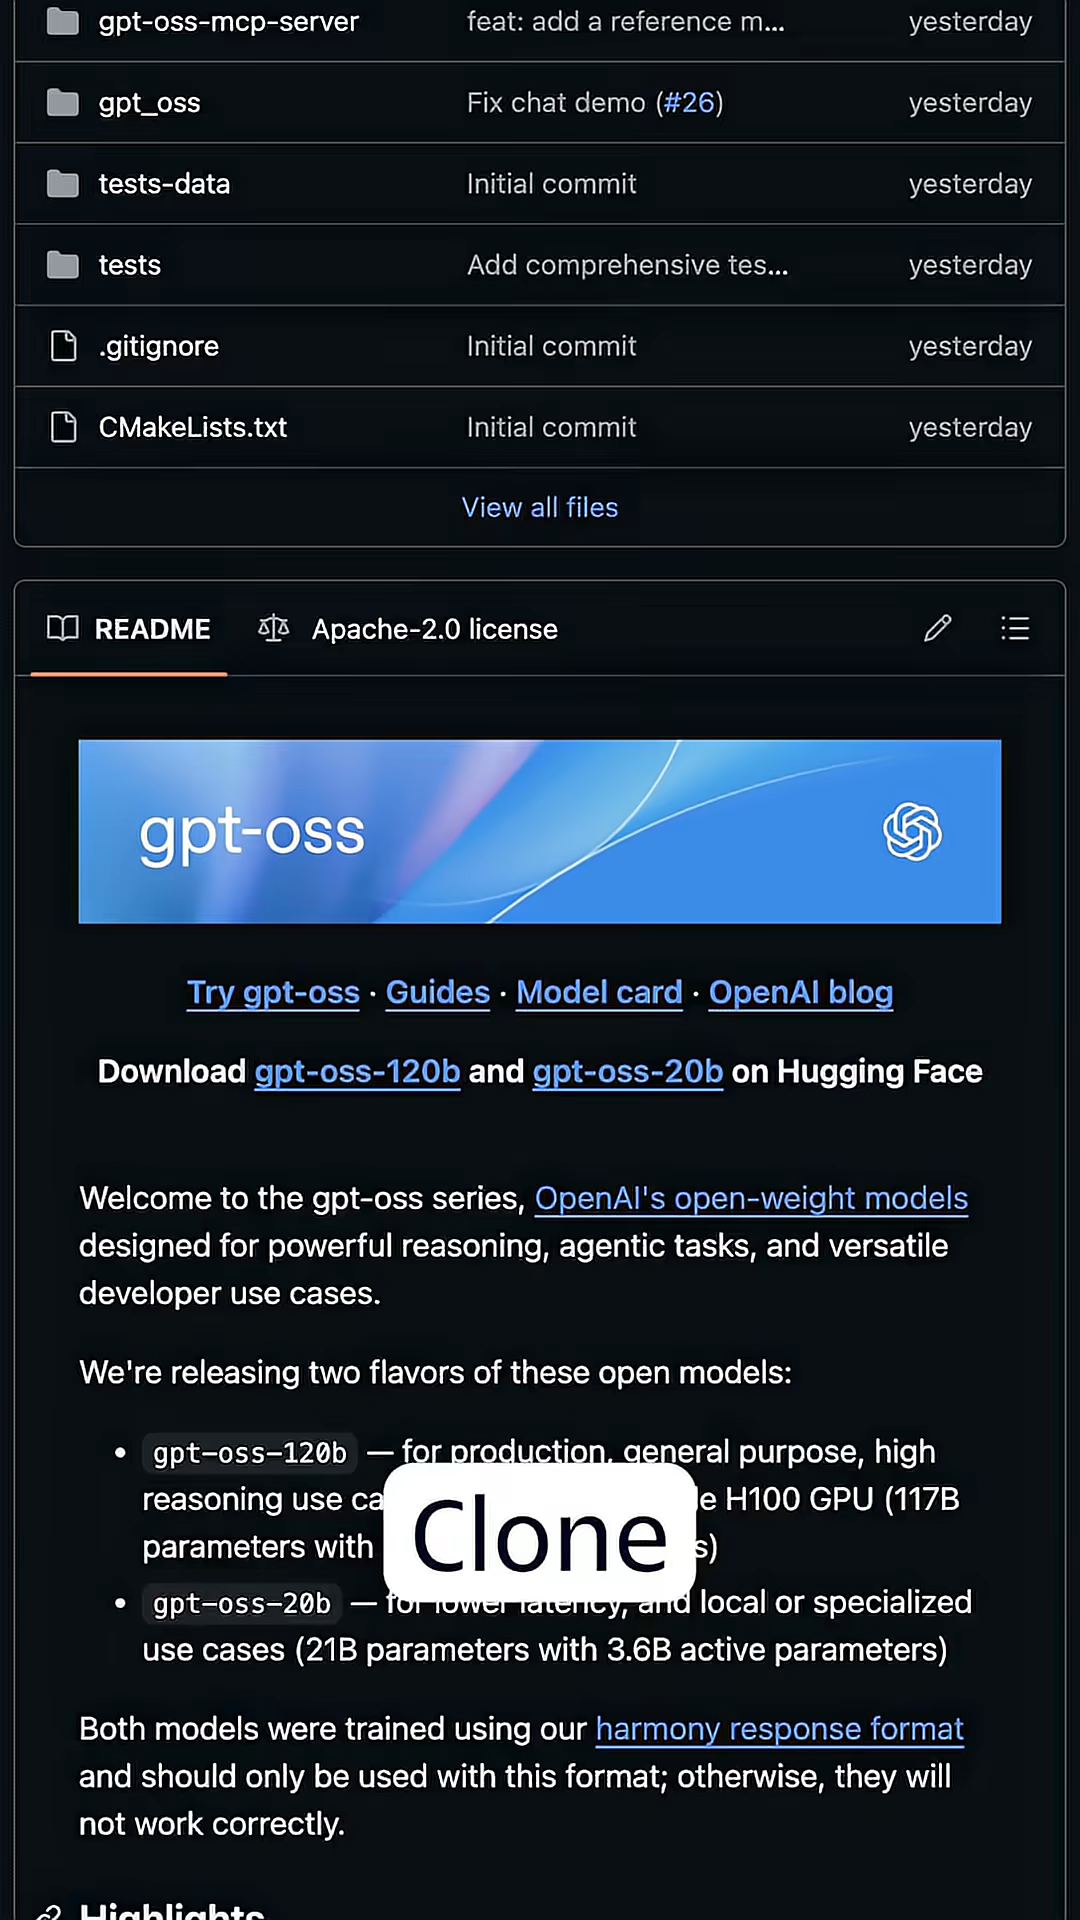 gpt-oss-mcp-server feat: add a reference m... yesterday
gpt_oss Fix chat demo (#26) yesterday
tests-data Initial commit yesterday
tests Add comprehensive tes... yesterday
.gitignore Initial commit yesterday
CMakeLists.txt Initial commit yesterday
View all files
README Apache-2.0 license
gpt-oss
Try gpt-oss · Guides · Model card · OpenAI blog
Download gpt-oss-120b and gpt-oss-20b on Hugging Face
Welcome to the gpt-oss series, OpenAI's open-weight models
designed for powerful reasoning, agentic tasks, and versatile
developer use cases.
We're releasing two flavors of these open models:
• gpt-oss-120b — for production, general purpose, high
reasoning use H100 GPU (117B
parameters with
Clone
• gpt-oss-20b — for lower latency, and local or specialized
use cases (21B parameters with 3.6B active parameters)
Both models were trained using our harmony response format
and should only be used with this format; otherwise, they will
not work correctly.
Highlights